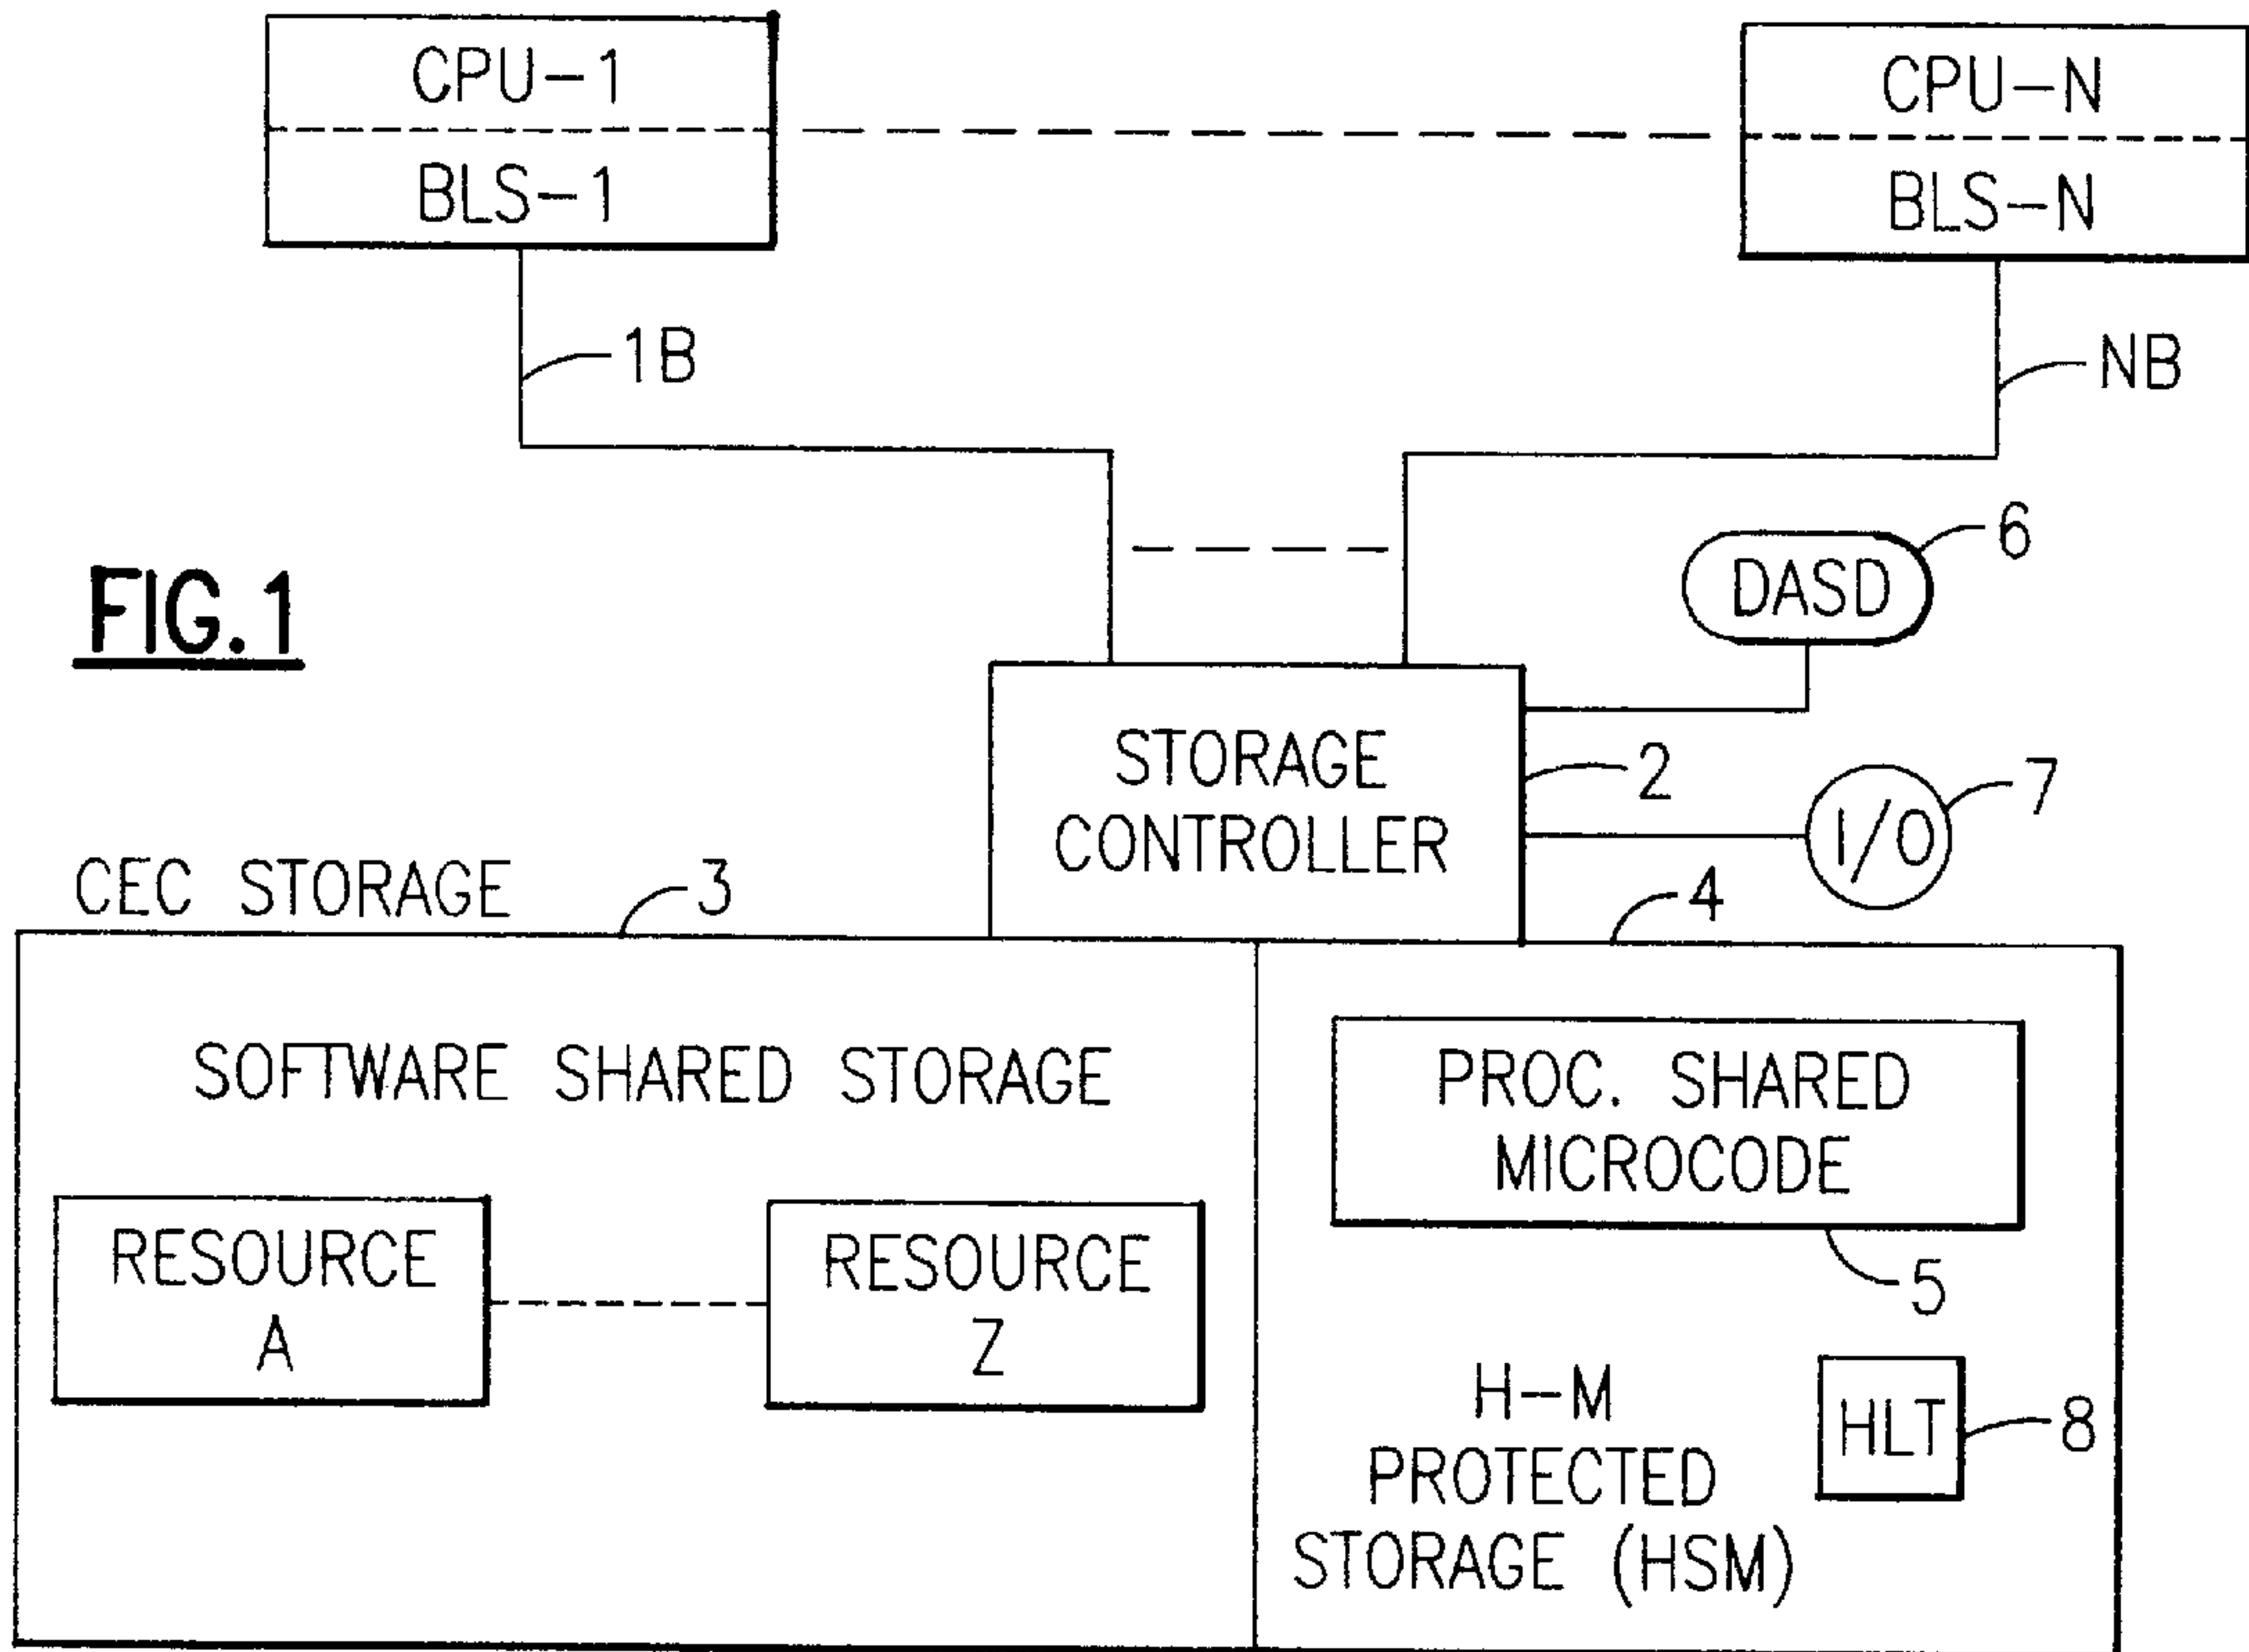 CPU-1
BLS-1
CPU-N
BLS-N
1B
NB
FIG. 1
6
DASD
STORAGE
CONTROLLER
2
7
I/O
CEC STORAGE
3
4
SOFTWARE SHARED STORAGE
RESOURCE
A
RESOURCE
Z
PROC. SHARED
MICROCODE
5
H-M
PROTECTED
STORAGE (HSM)
HLT
8